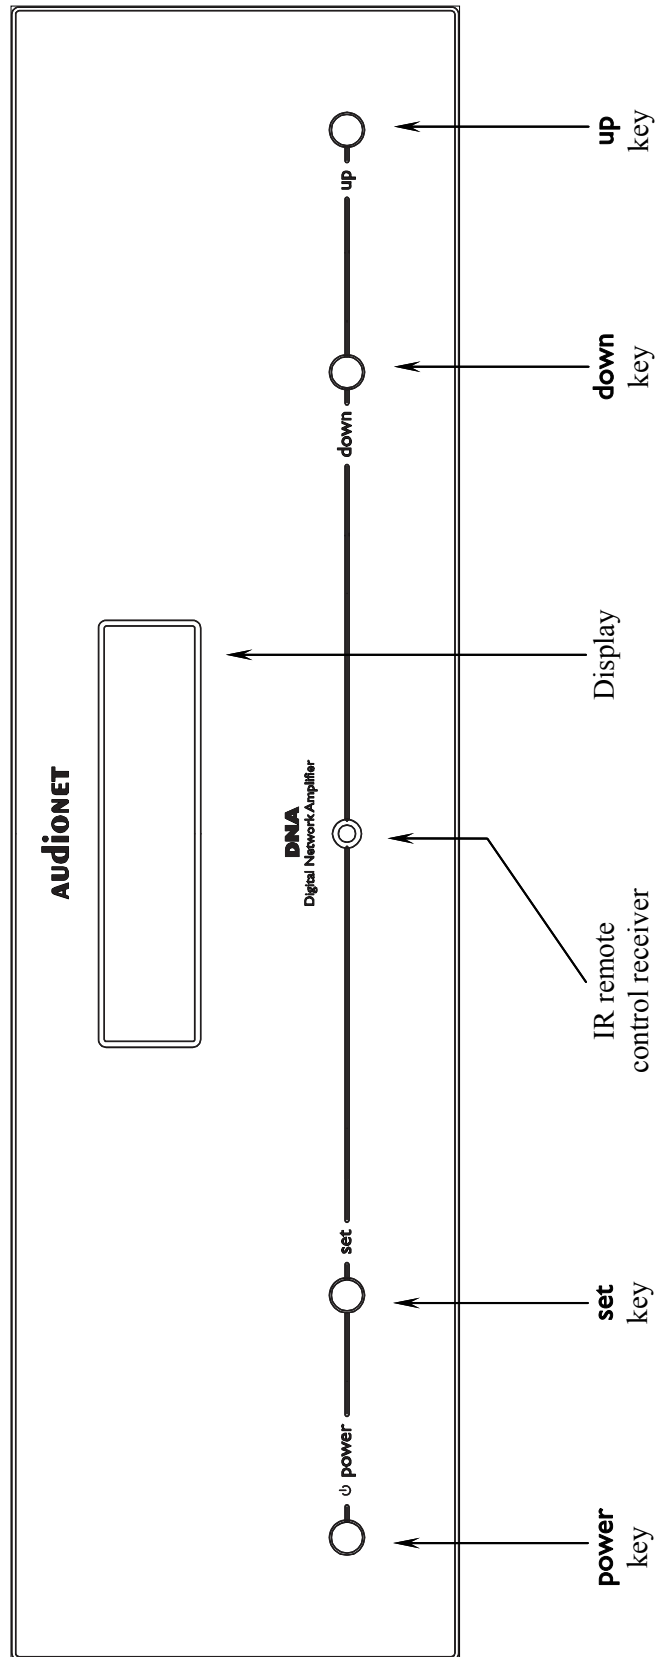 AUDIONET
DNA
Digital Network Amplifier
power
set
down
up
power
key
set
key
IR remote
control receiver
Display
down
key
up
key